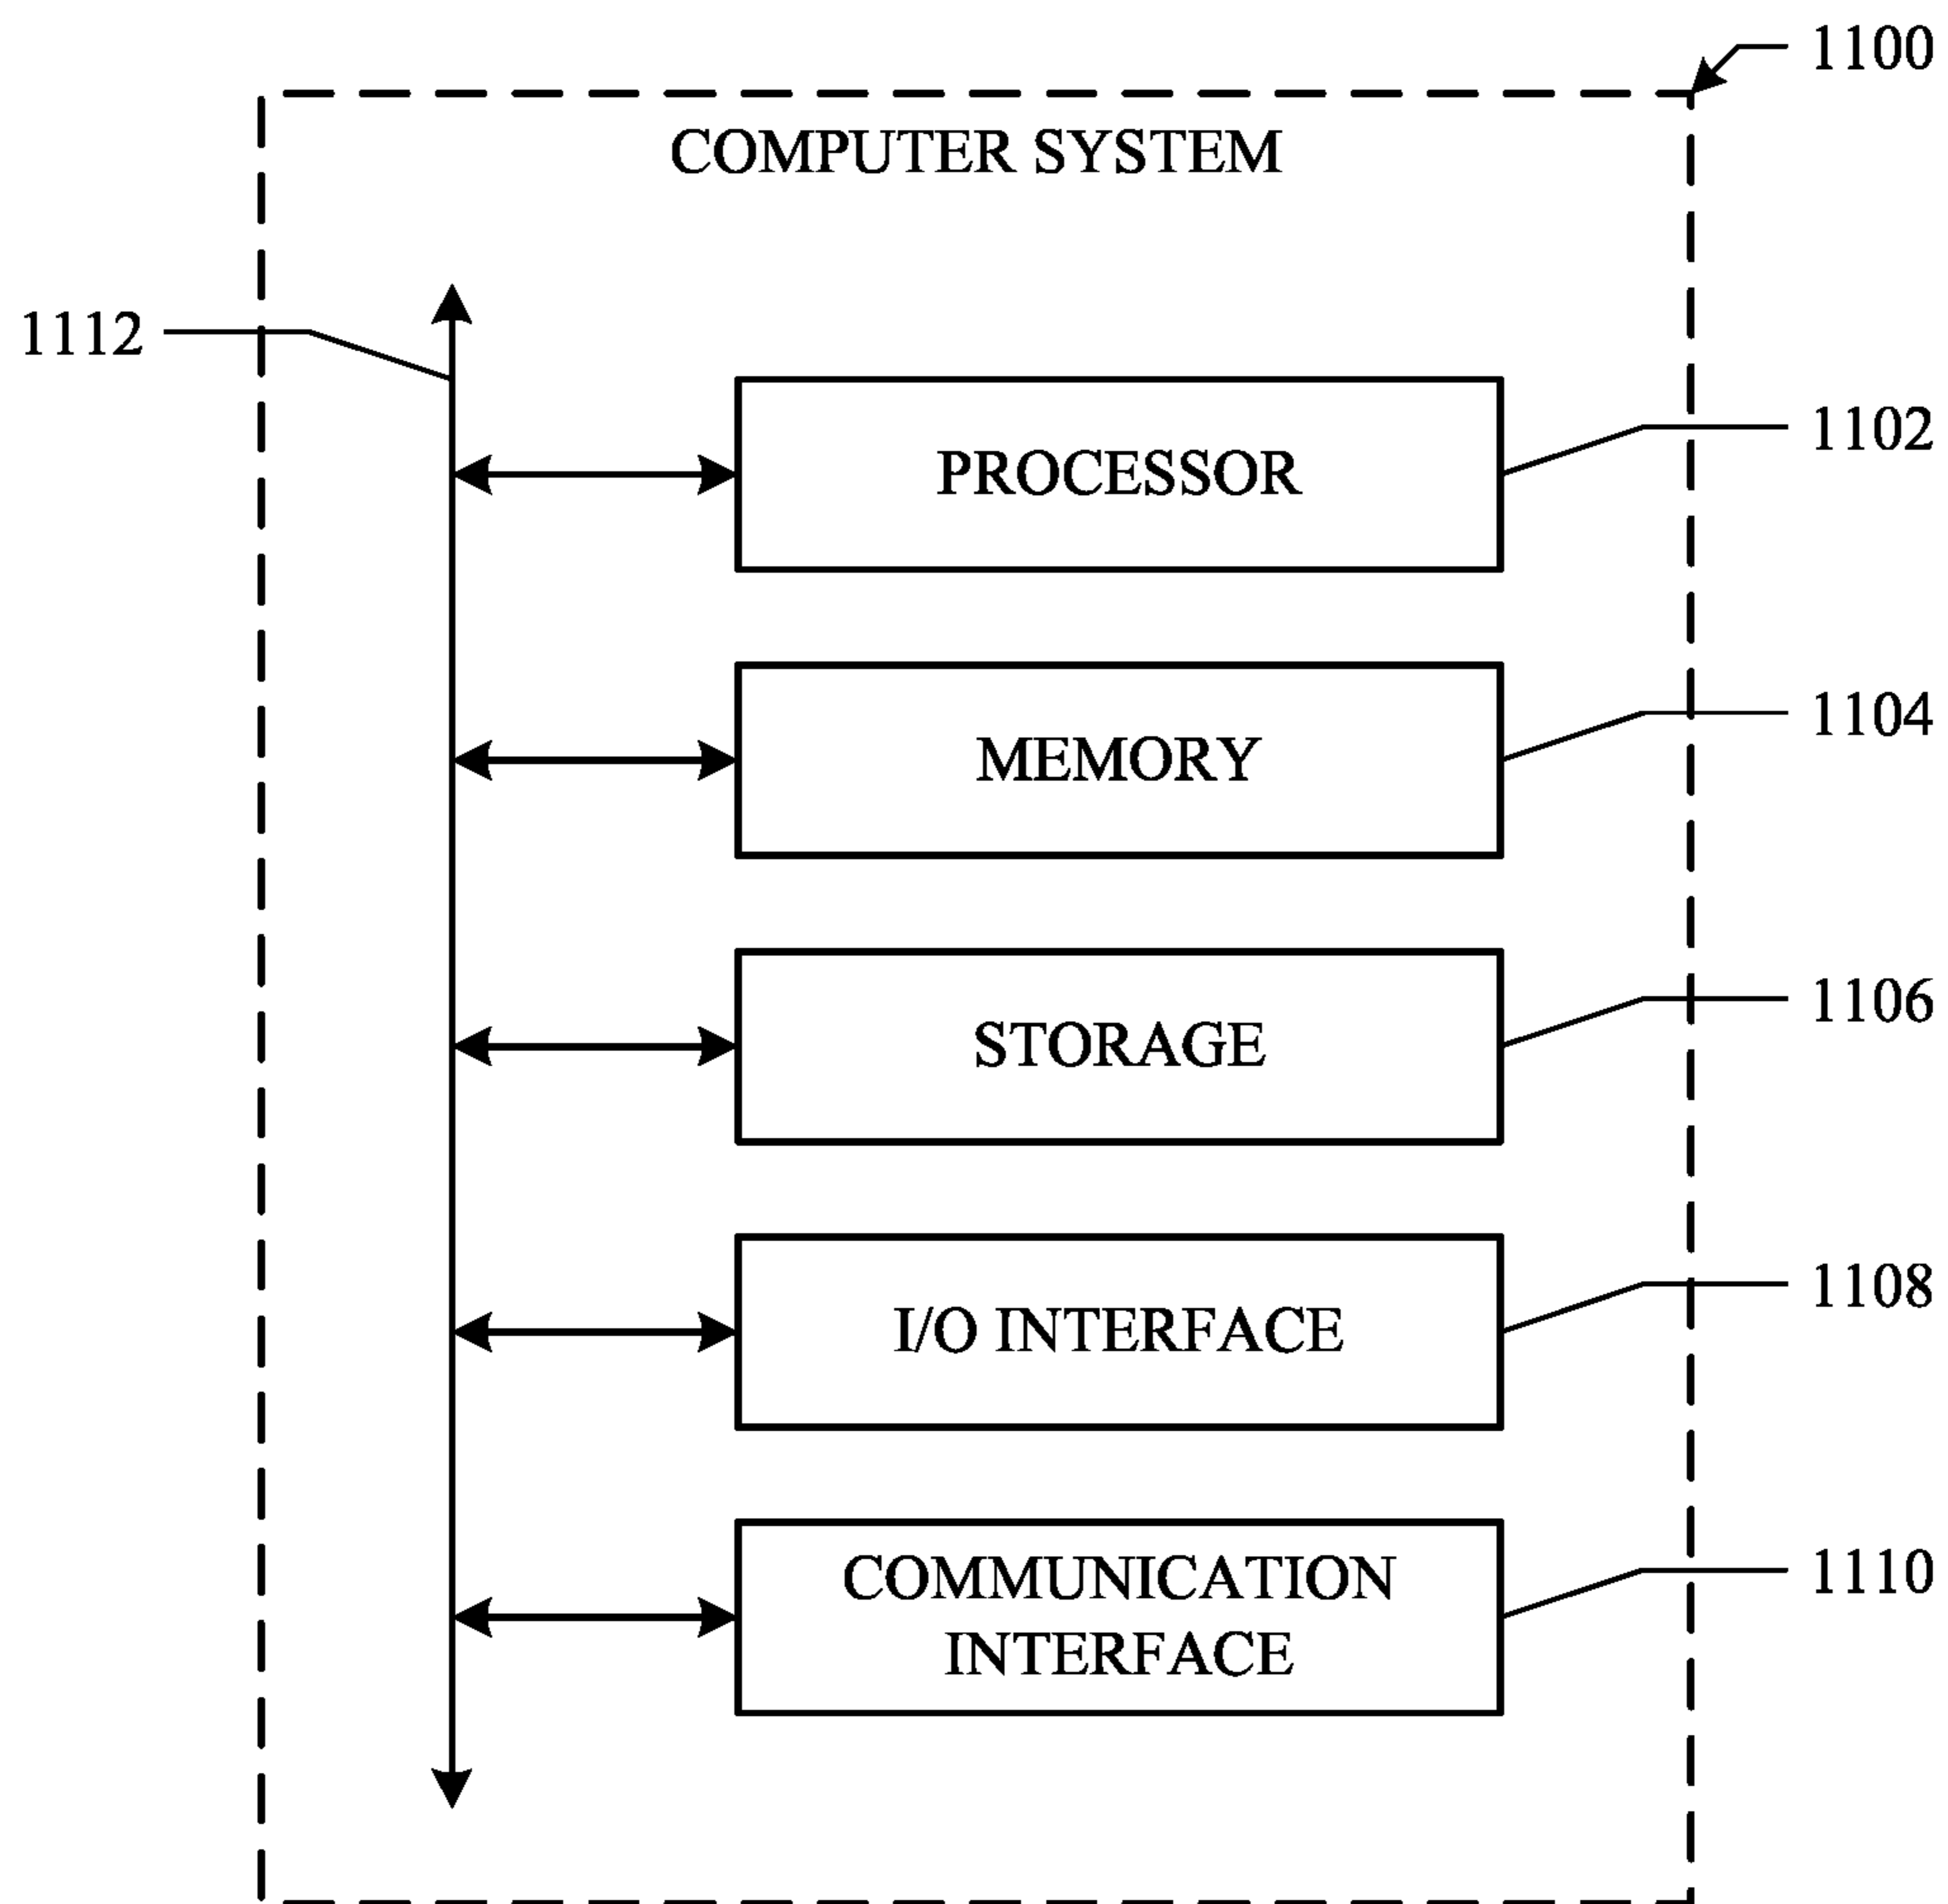 1100
COMPUTER SYSTEM
1112
1102
PROCESSOR
1104
MEMORY
1106
STORAGE
1108
I/O INTERFACE
1110
COMMUNICATION
INTERFACE